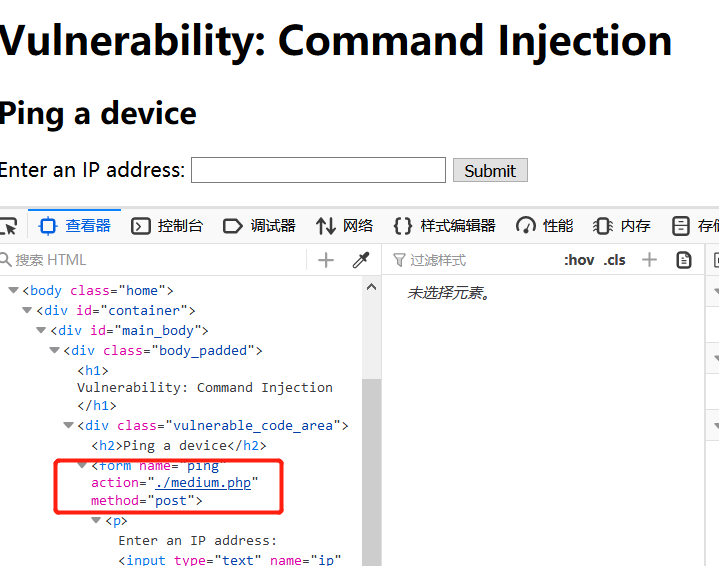 Vulnerability: Command Injection
Ping a device
Enter an IP address: Submit
查看器 控制台 调试器 网络 {} 样式编辑器 性能 内存 存储
搜索 HTML
过滤样式 :hov .cls
未选择元素。
<body class="home">
<div id="container">
<div id="main_body">
<div class="body_padded">
<h1>
Vulnerability: Command Injection
</h1>
<div class="vulnerable_code_area">
<h2>Ping a device</h2>
<form name="ping"
action="./medium.php"
method="post">
<p>
Enter an IP address:
<input type="text" name="ip"